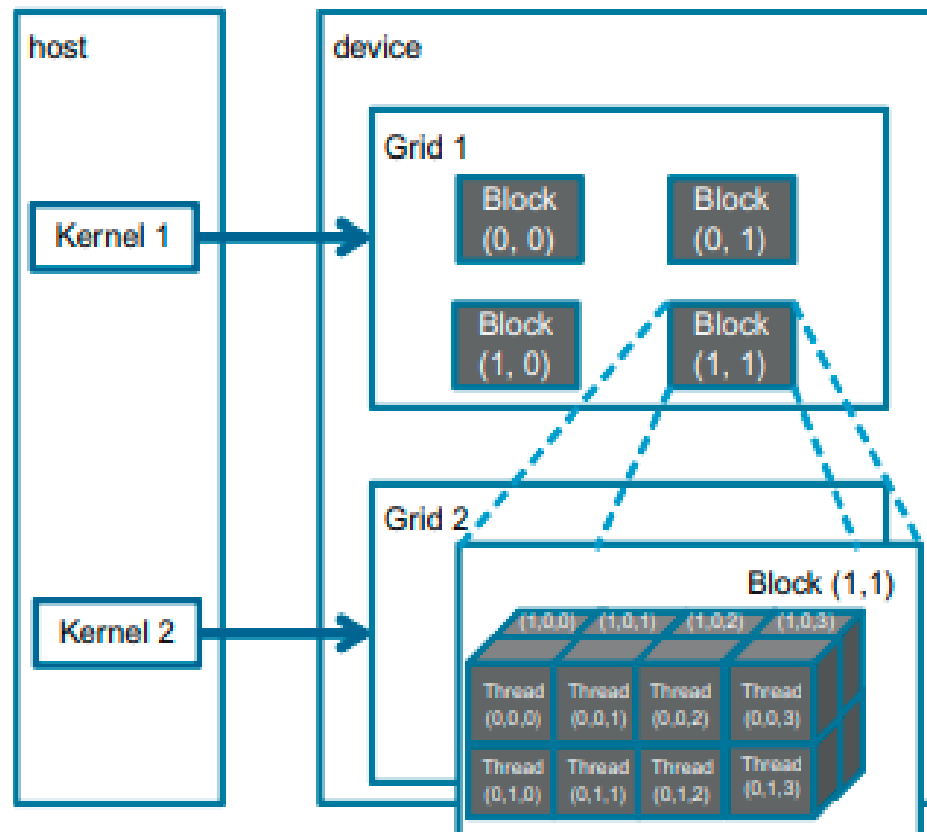 host
device
Grid 1
Block
(0, 0)
Block
(0, 1)
Kernel 1
Block
(1, 0)
Block
(1, 1)
Grid 2
Block (1,1)
Kernel 2
(1,0,0) (1,0,1) (1,0,2) (1,0,3)
Thread
(0,0,0)
Thread
(0,0,1)
Thread
(0,0,2)
Thread
(0,0,3)
Thread
(0,1,0)
Thread
(0,1,1)
Thread
(0,1,2)
Thread
(0,1,3)